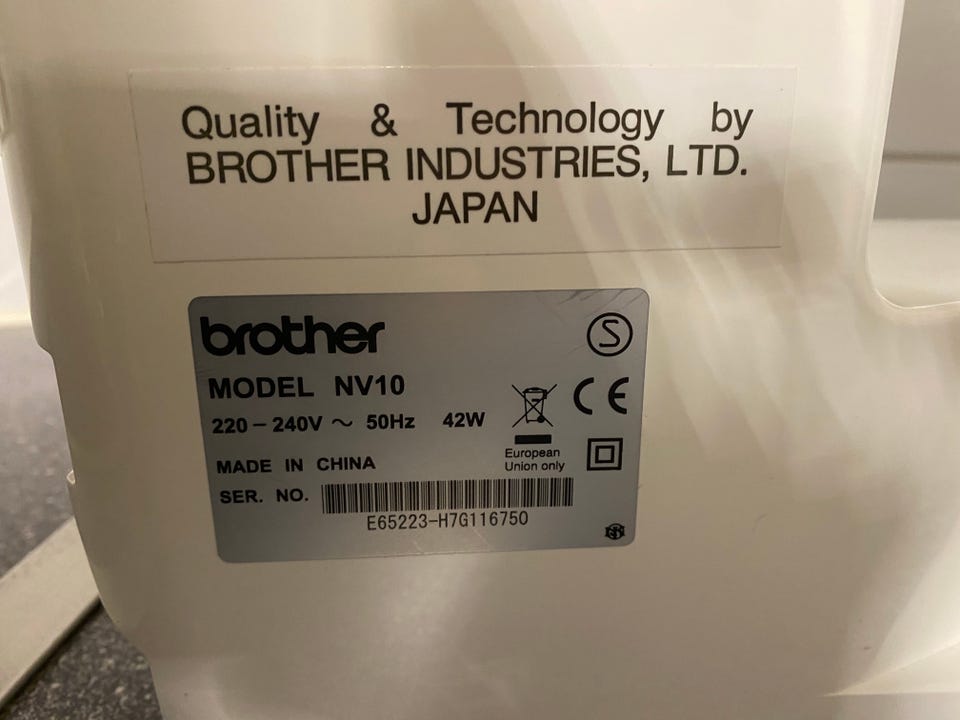 Quality & Technology by
BROTHER INDUSTRIES, LTD.
JAPAN
brother
S
MODEL NV10
CE
220-240V ~ 50Hz 42W
European
Union only
MADE IN CHINA
SER. NO.
E65223-H7G116750